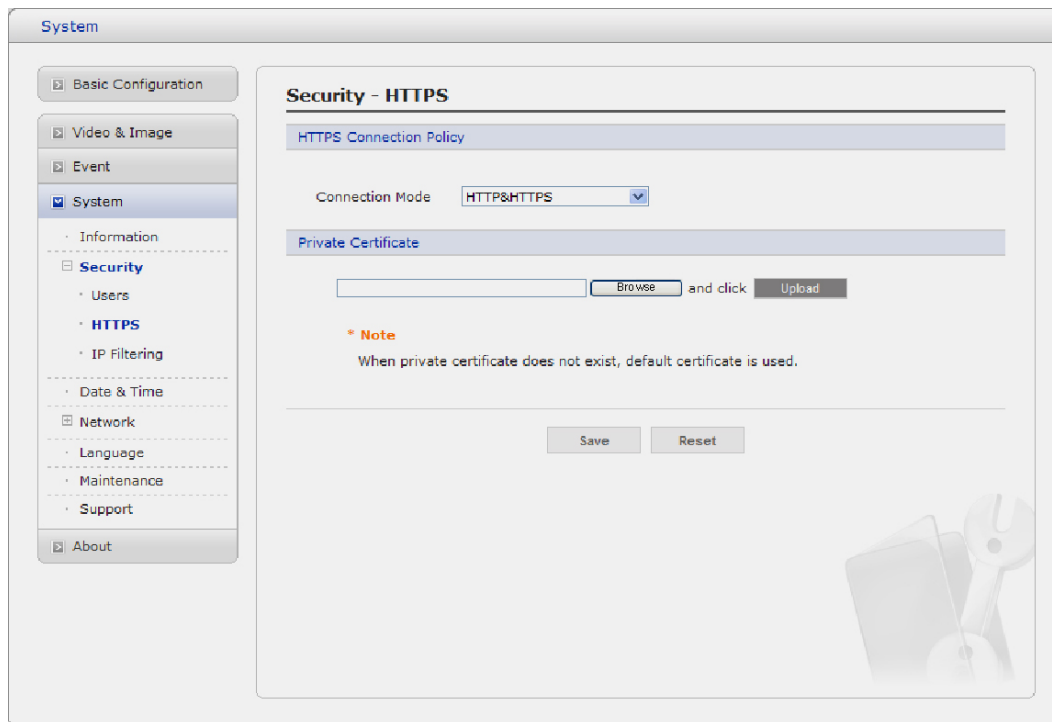 System
Basic Configuration
Video & Image
Event
System
Information
Security
Users
HTTPS
IP Filtering
Date & Time
Network
Language
Maintenance
Support
About
Security - HTTPS
HTTPS Connection Policy
Connection Mode HTTP&HTTPS
Private Certificate
Browse and click Upload
* Note
When private certificate does not exist, default certificate is used.
Save Reset